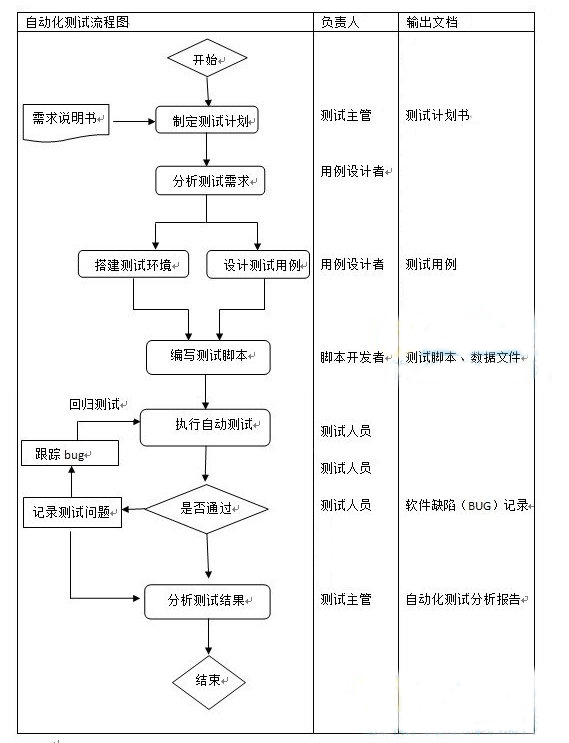 自动化测试流程图 负责人 输出文档
开始
需求说明书 制定测试计划 测试主管 测试计划书
分析测试需求 用例设计者
搭建测试环境 设计测试用例 用例设计者 测试用例
编写测试脚本 脚本开发者 测试脚本、数据文件
回归测试
执行自动测试 测试人员
跟踪 bug 测试人员
记录测试问题 是否通过 测试人员 软件缺陷（BUG）记录
分析测试结果 测试主管 自动化测试分析报告
结束